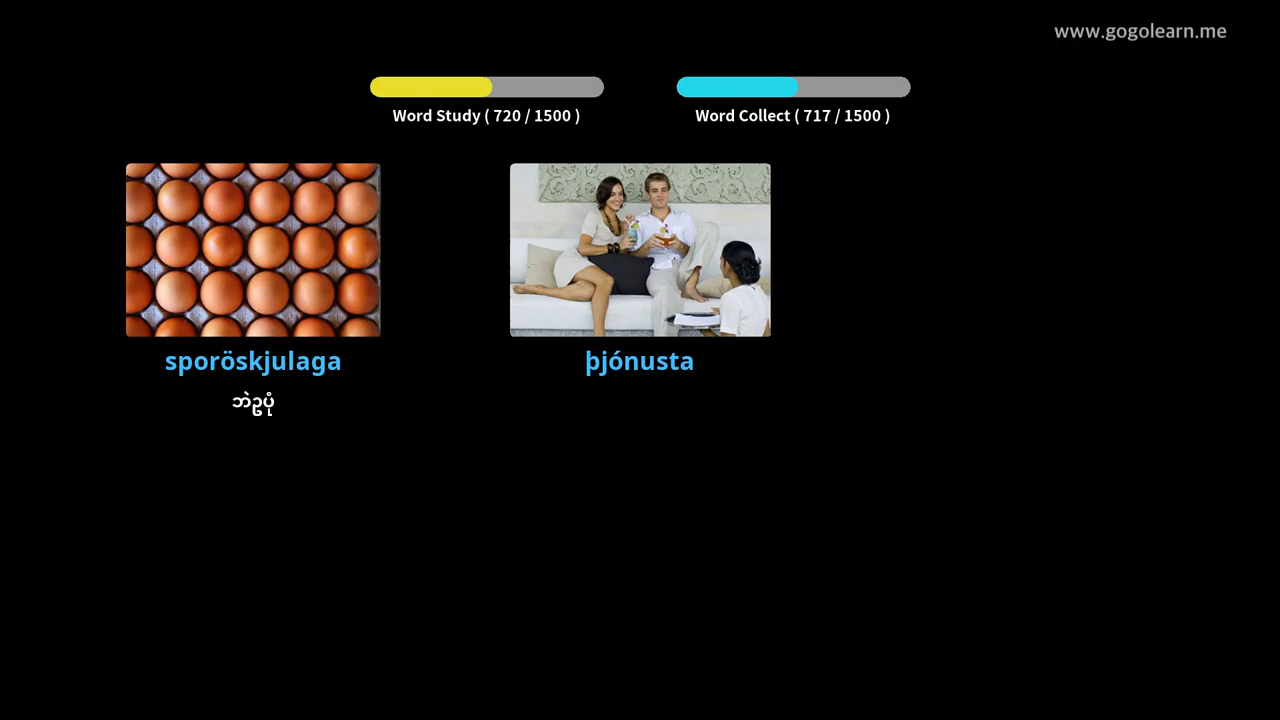 www.gogolearn.me
Word Study ( 720 / 1500 )
Word Collect ( 717 / 1500 )
sporöskjulaga
þjónusta
ဘဲဥပုံ